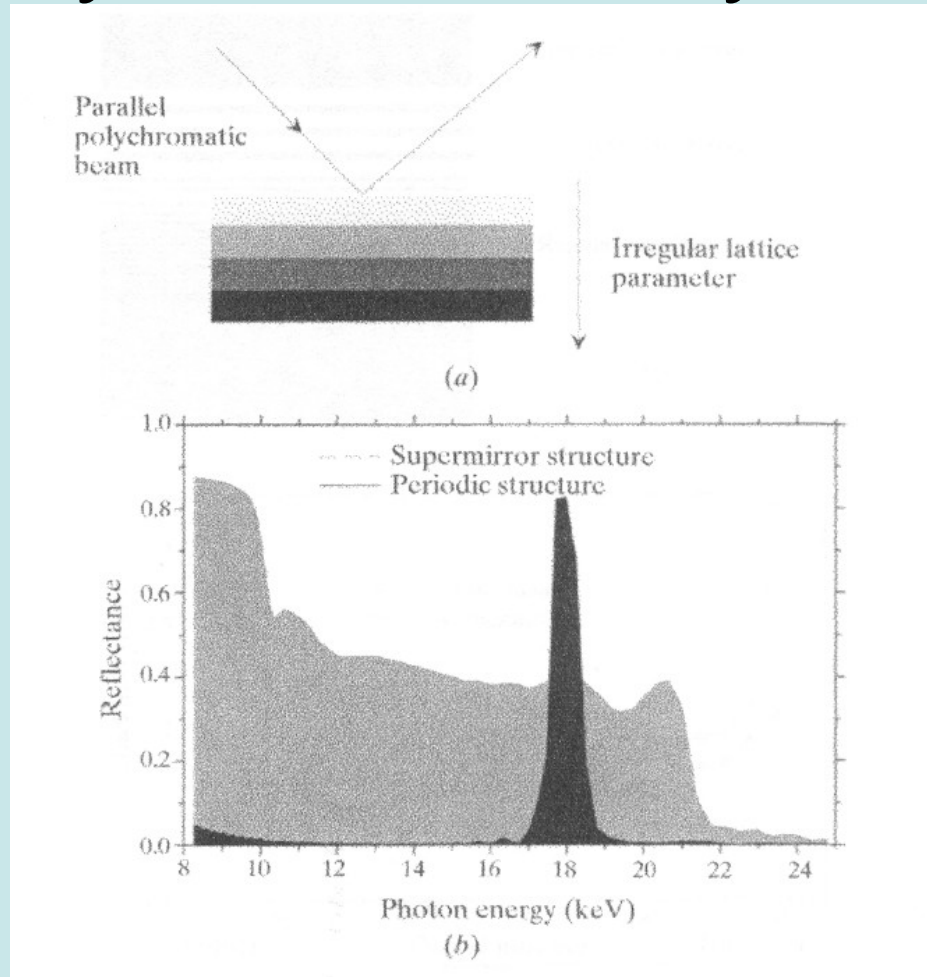 Parallel
polychromatic
beam
Irregular lattice
parameter
(a)
Supermirror structure
Periodic structure
1.0
0.8
0.6
0.4
0.2
0.0
Reflectance
8 10 12 14 16 18 20 22 24
Photon energy (keV)
(b)